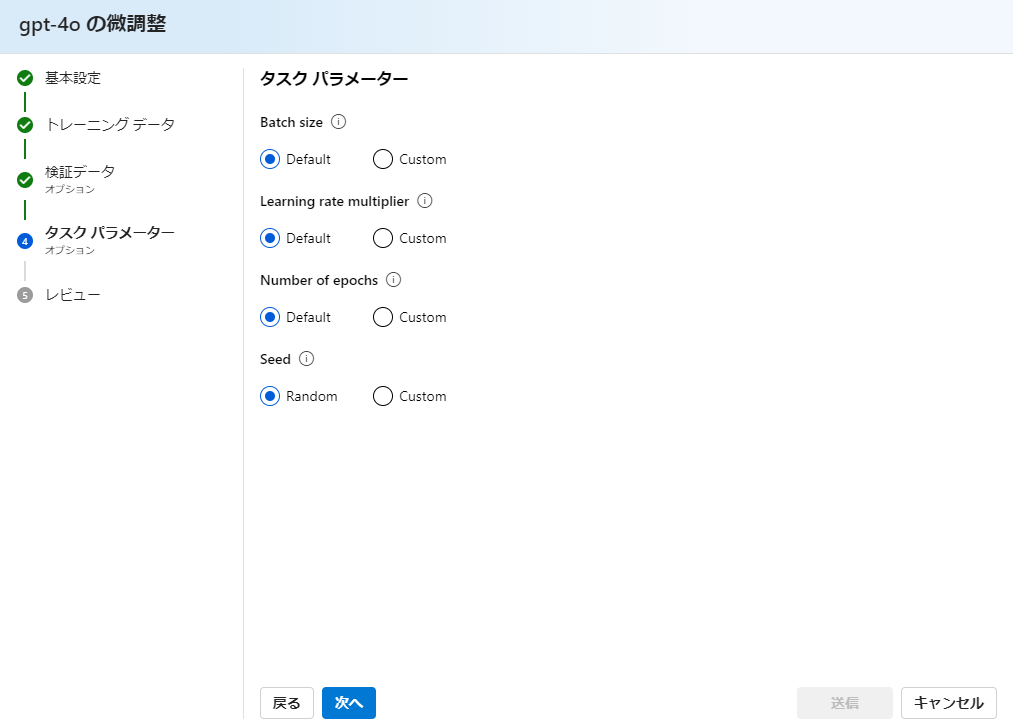 gpt-4o の微調整
基本設定
トレーニング データ
検証データ
オプション
4
タスク パラメーター
オプション
5
レビュー
タスク パラメーター
Batch size
Default
Custom
Learning rate multiplier
Default
Custom
Number of epochs
Default
Custom
Seed
Random
Custom
戻る
次へ
送信
キャンセル